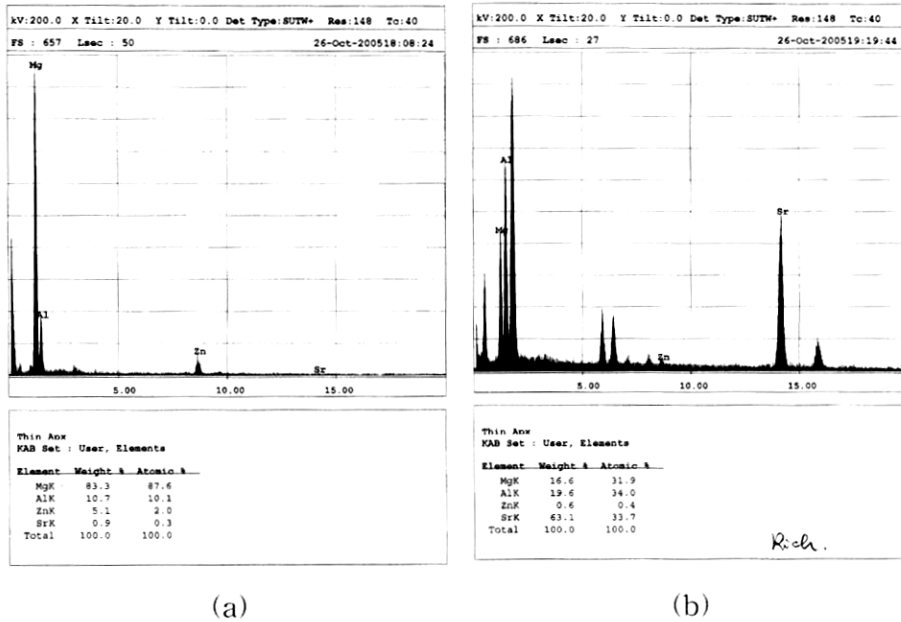 kV:200.0 X Tilt:20.0 Y Tilt:0.0 Det Type:SUTW+ Res:148 Tc:40
FS : 657 Lsec : 50 26-Oct-2005 18:08:24
Mg
Al
Zn
Sr
5.00 10.00 15.00
Thin Apx
KAB Set : User, Elements
Element Weight % Atomic %
MgK 83.3 87.6
AlK 10.7 10.1
ZnK 5.1 2.0
SrK 0.9 0.3
Total 100.0 100.0
(a)
kV:200.0 X Tilt:20.0 Y Tilt:0.0 Det Type:SUTW+ Res:148 Tc:40
FS : 686 Lsec : 27 26-Oct-2005 19:19:44
Al
Mg
Sr
Zn
5.00 10.00 15.00
Thin Apx
KAB Set : User, Elements
Element Weight % Atomic %
MgK 16.6 31.9
AlK 19.6 34.0
ZnK 0.6 0.4
SrK 63.1 33.7
Total 100.0 100.0
Rich.
(b)